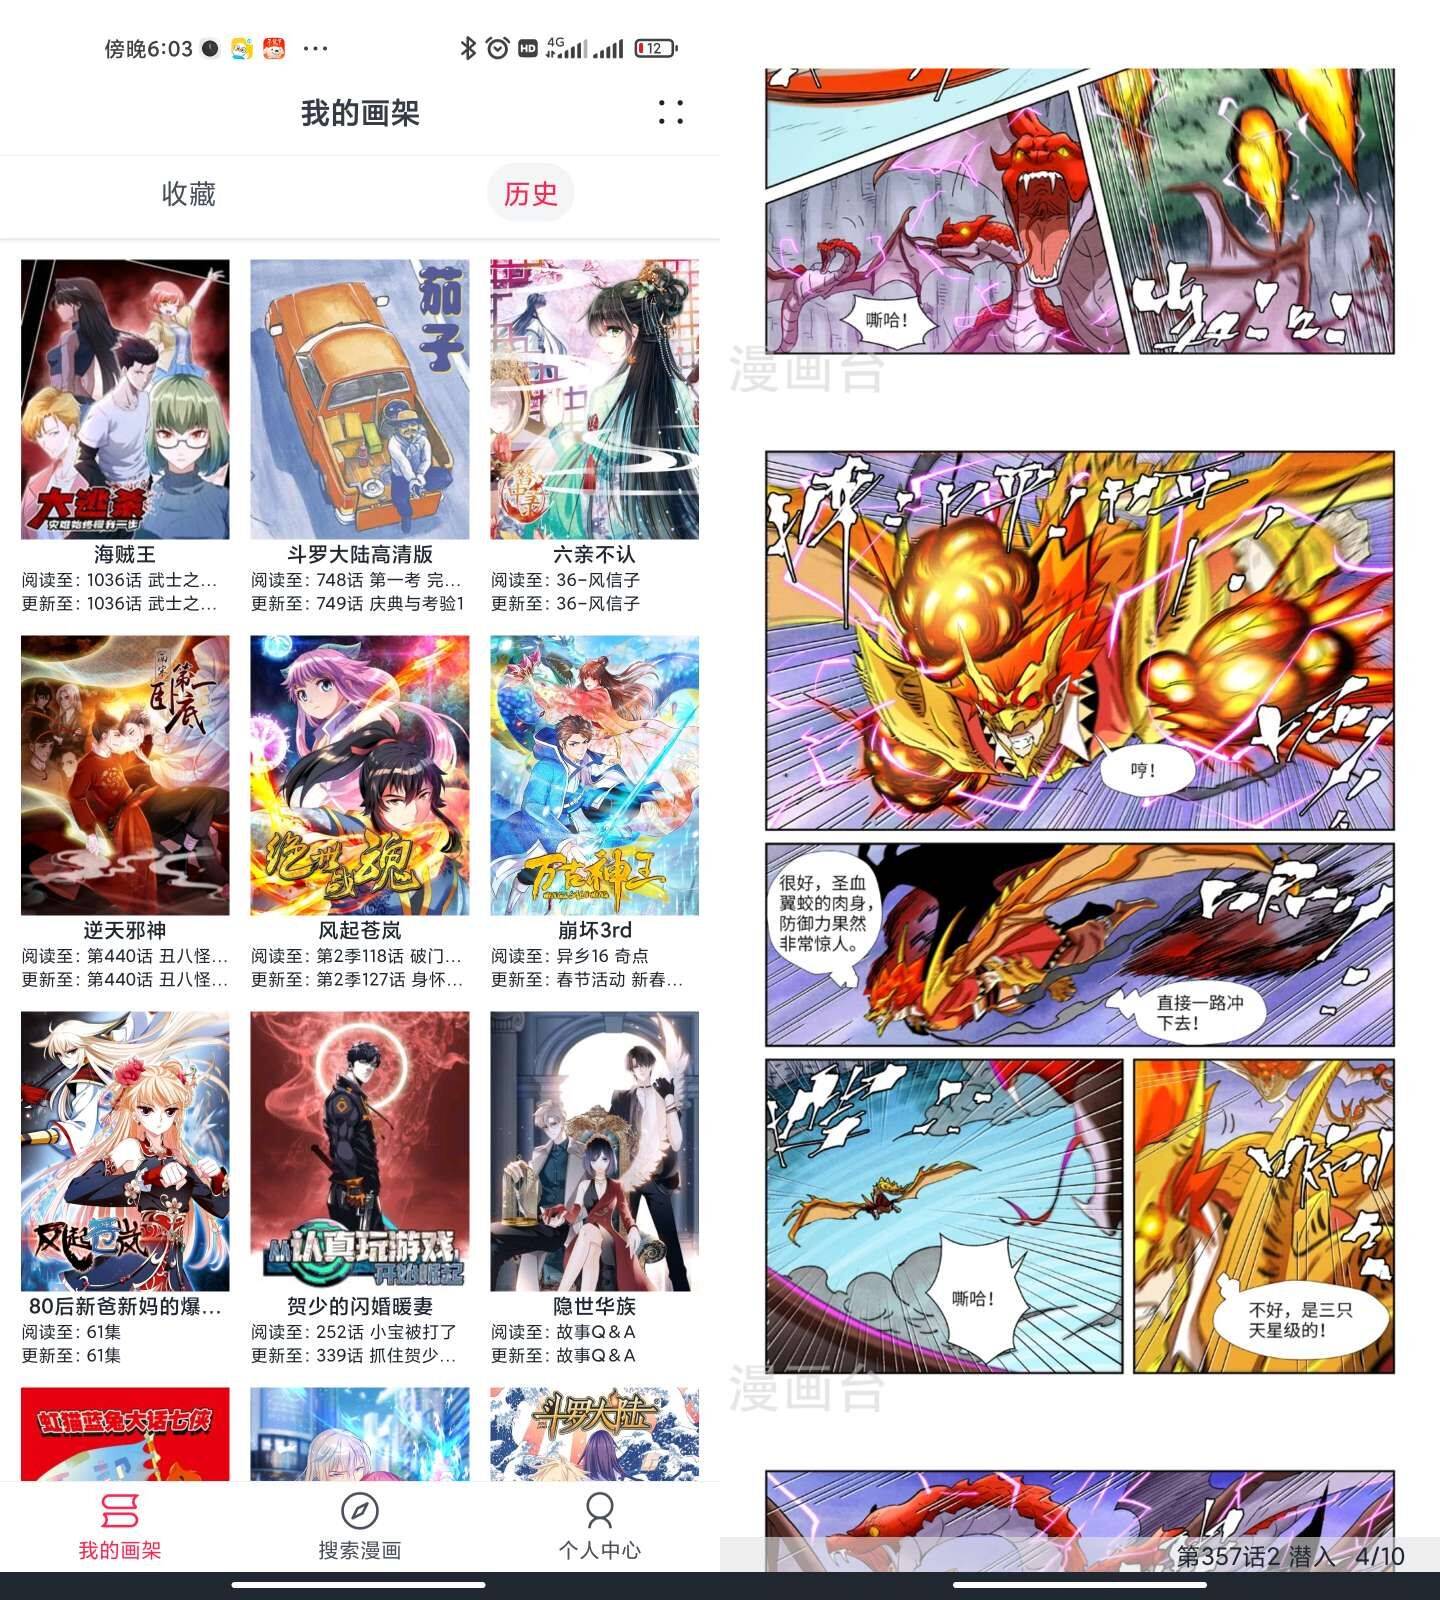 傍晚6:03
HD
4G
12
我的画架
收藏
历史
大逃杀
灾难始终慢我一步
茄子
海贼王
斗罗大陆高清版
六亲不认
阅读至: 1036话 武士之...
阅读至: 748话 第一考 完...
阅读至: 36-风信子
更新至: 1036话 武士之...
更新至: 749话 庆典与考验1
更新至: 36-风信子
南宋第一卧底
绝世战魂
万古神王
逆天邪神
风起苍岚
崩坏3rd
阅读至: 第440话 丑八怪...
阅读至: 第2季118话 破门...
阅读至: 异乡16 奇点
更新至: 第440话 丑八怪...
更新至: 第2季127话 身怀...
更新至: 春节活动 新春...
风起苍岚
从认真玩游戏
开始崛起
80后新爸新妈的爆...
贺少的闪婚暖妻
隐世华族
阅读至: 61集
阅读至: 252话 小宝被打了
阅读至: 故事Q&A
更新至: 61集
更新至: 339话 抓住贺少...
更新至: 故事Q&A
虹猫蓝兔大话七侠
斗罗大陆
我的画架
搜索漫画
个人中心
嘶哈!
漫画台
哼!
很好，圣血
翼蛟的肉身，
防御力果然
非常惊人。
直接一路冲
下去!
嘶哈!
不好，是三只
天星级的!
漫画台
第357话2 潜入 4/10